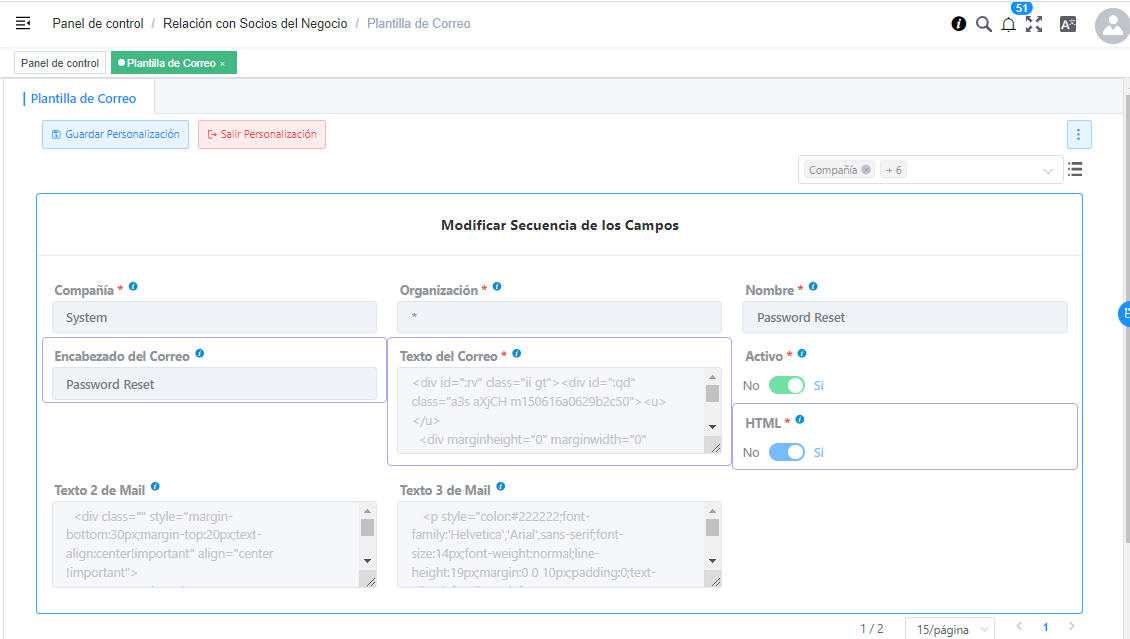 Panel de control / Relación con Socios del Negocio / Plantilla de Correo
51
Panel de control
Plantilla de Correo ×
Plantilla de Correo
Guardar Personalización
Salir Personalización
Compañía
+ 6
Modificar Secuencia de los Campos
Compañía *
Organización *
Nombre *
System
*
Password Reset
Encabezado del Correo
Texto del Correo *
Activo *
Password Reset
<div id=":rv" class="ii gt"><div id=":qd"
class="a3s aXjCH m150616a0629b2c50"><u>
</u>
<div marginheight="0" marginwidth="0"
No
Si
HTML *
No
Si
Texto 2 de Mail
Texto 3 de Mail
<div class="" style="margin-
bottom:30px;margin-top:20px;text-
align:center!important" align="center
!important">
<p style="color:#222222;font-
family:'Helvetica','Arial',sans-serif;font-
size:14px;font-weight:normal;line-
height:19px;margin:0 0 10px;padding:0;text-
1 / 2
15/página
1